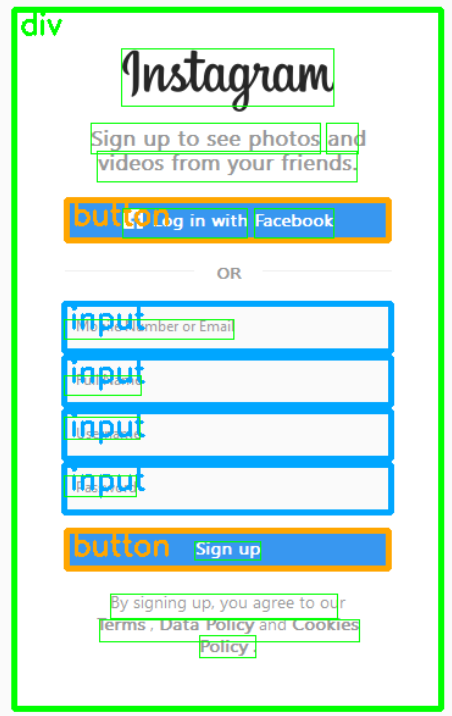 div
Instagram
Sign up to see photos and
videos from your friends.
button
Log in with Facebook
OR
input
Mobile Number or Email
input
Full Name
input
Username
input
Password
button
Sign up
By signing up, you agree to our
Terms , Data Policy and Cookies
Policy .